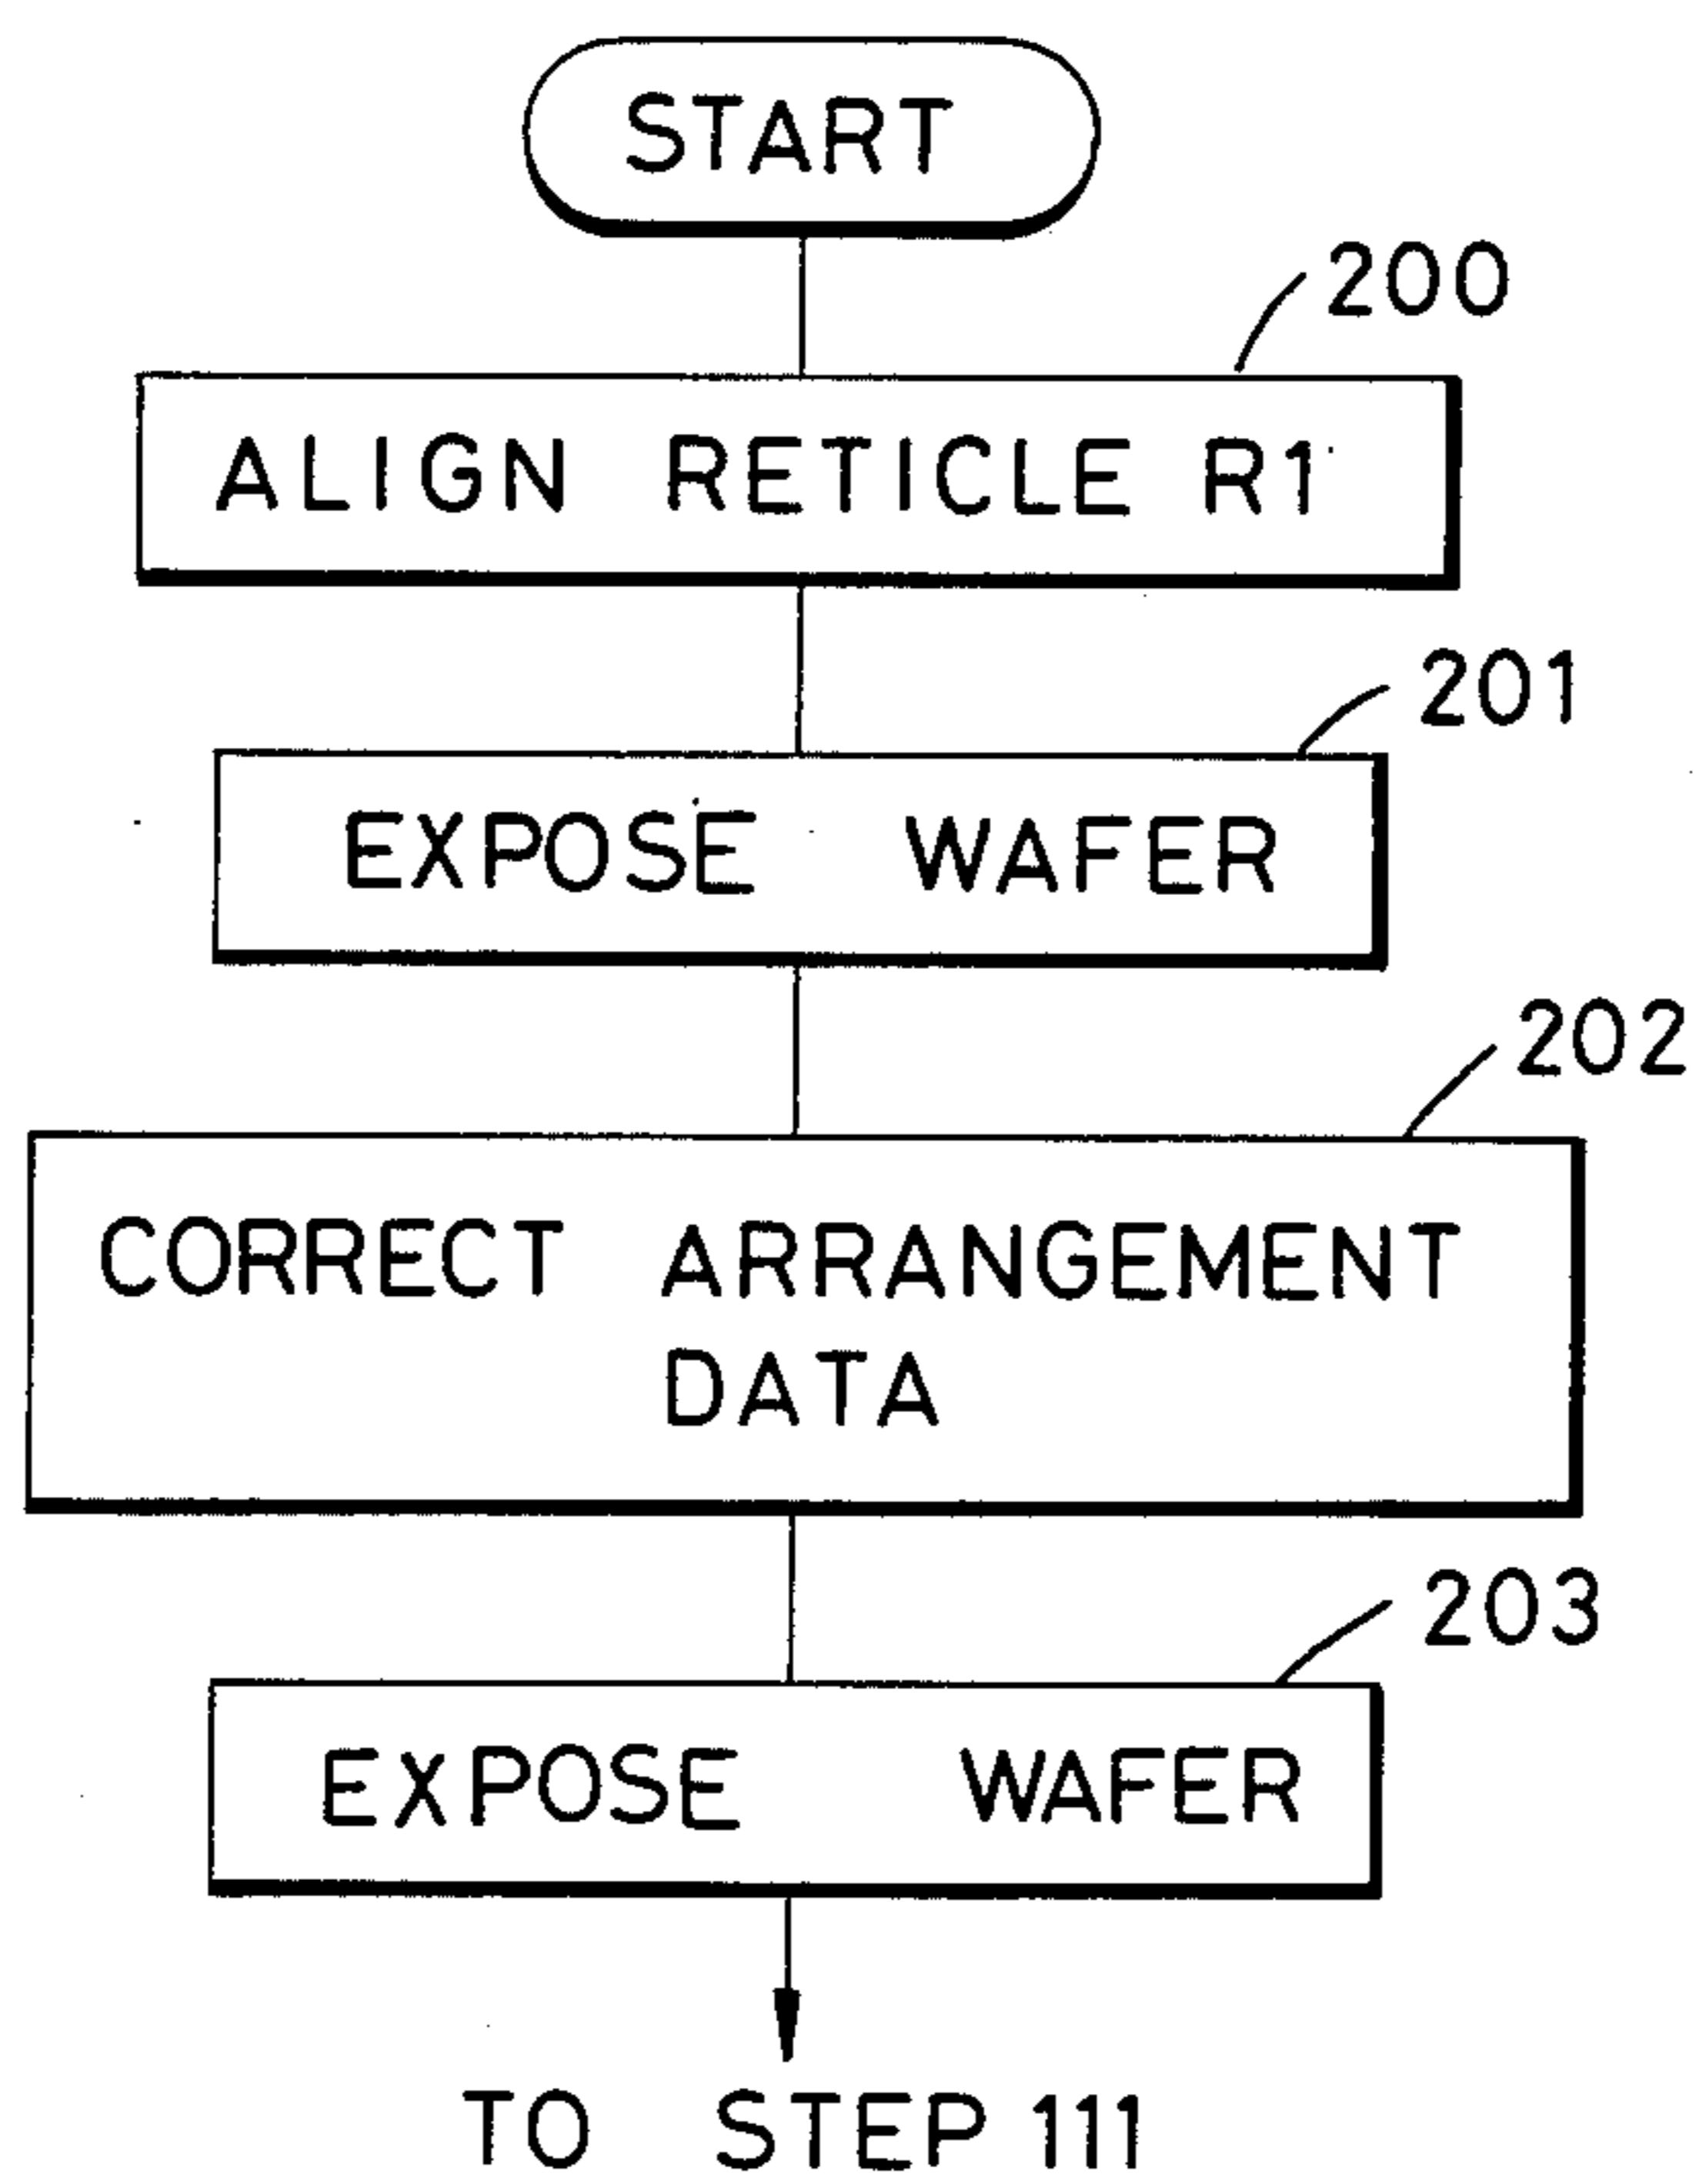 START
200
ALIGN RETICLE R1
201
EXPOSE WAFER
202
CORRECT ARRANGEMENT
DATA
203
EXPOSE WAFER
TO STEP 111